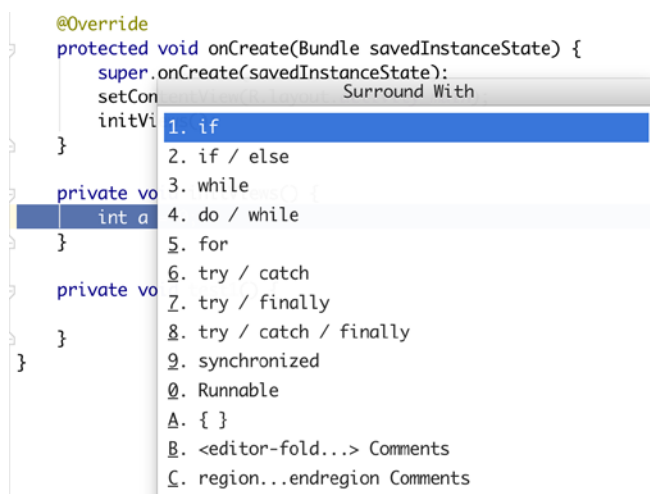 @Override
protected void onCreate(Bundle savedInstanceState) {
super.onCreate(savedInstanceState);
setCon
initVi
}
private vo
int a
}
private vo
}
}
Surround With
1. if
2. if / else
3. while
4. do / while
5. for
6. try / catch
7. try / finally
8. try / catch / finally
9. synchronized
0. Runnable
A. { }
B. <editor-fold...> Comments
C. region...endregion Comments